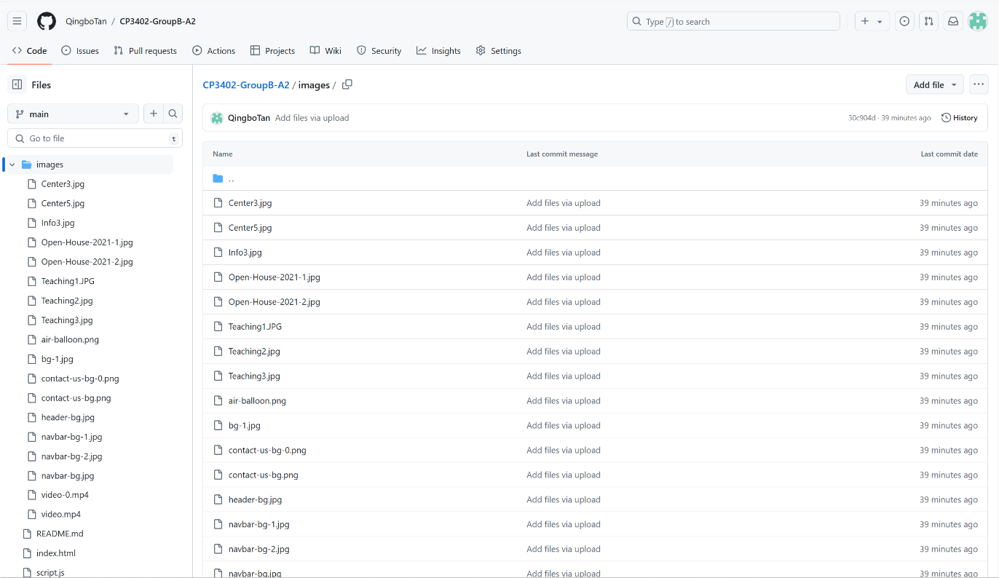 QingboTan / CP3402-GroupB-A2
Type / to search
Code Issues Pull requests Actions Projects Wiki Security Insights Settings
Files
main
Go to file
t
images
Center3.jpg
Center5.jpg
Info3.jpg
Open-House-2021-1.jpg
Open-House-2021-2.jpg
Teaching1.JPG
Teaching2.jpg
Teaching3.jpg
air-balloon.png
bg-1.jpg
contact-us-bg-0.png
contact-us-bg.png
header-bg.jpg
navbar-bg-1.jpg
navbar-bg-2.jpg
navbar-bg.jpg
video-0.mp4
video.mp4
README.md
index.html
script.js
CP3402-GroupB-A2 / images /
Add file
QingboTan Add files via upload
30c904d · 39 minutes ago History
Name Last commit message Last commit date
..
Center3.jpg Add files via upload 39 minutes ago
Center5.jpg Add files via upload 39 minutes ago
Info3.jpg Add files via upload 39 minutes ago
Open-House-2021-1.jpg Add files via upload 39 minutes ago
Open-House-2021-2.jpg Add files via upload 39 minutes ago
Teaching1.JPG Add files via upload 39 minutes ago
Teaching2.jpg Add files via upload 39 minutes ago
Teaching3.jpg Add files via upload 39 minutes ago
air-balloon.png Add files via upload 39 minutes ago
bg-1.jpg Add files via upload 39 minutes ago
contact-us-bg-0.png Add files via upload 39 minutes ago
contact-us-bg.png Add files via upload 39 minutes ago
header-bg.jpg Add files via upload 39 minutes ago
navbar-bg-1.jpg Add files via upload 39 minutes ago
navbar-bg-2.jpg Add files via upload 39 minutes ago
navbar-bg.jpg Add files via upload 39 minutes ago